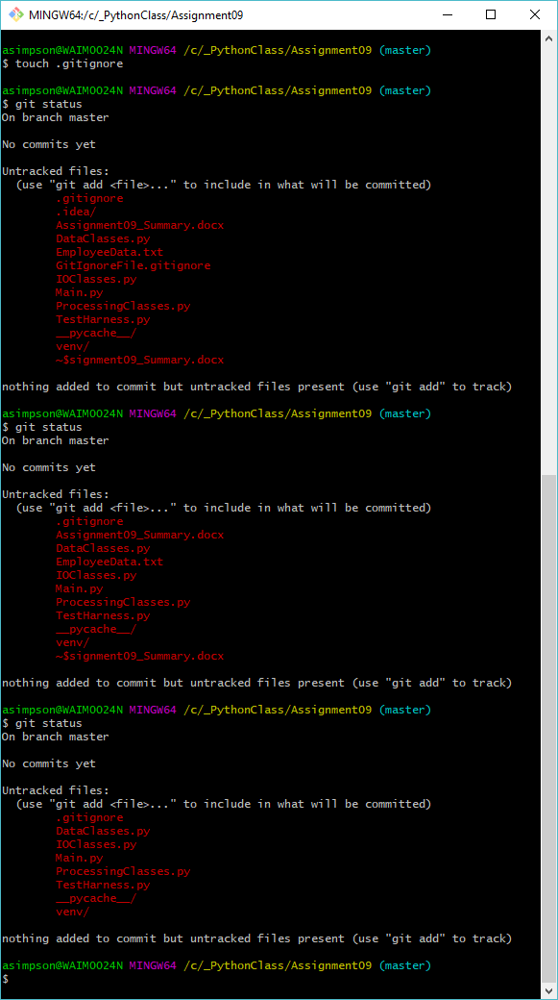 MINGW64:/c/_PythonClass/Assignment09
asimpson@WAIMOO24N MINGW64 /c/_PythonClass/Assignment09 (master)
$ touch .gitignore
asimpson@WAIMOO24N MINGW64 /c/_PythonClass/Assignment09 (master)
$ git status
On branch master
No commits yet
Untracked files:
  (use "git add <file>..." to include in what will be committed)
        .gitignore
        .idea/
        Assignment09_Summary.docx
        DataClasses.py
        EmployeeData.txt
        GitIgnoreFile.gitignore
        IOClasses.py
        Main.py
        ProcessingClasses.py
        TestHarness.py
        __pycache__/
        venv/
        ~$signment09_Summary.docx
nothing added to commit but untracked files present (use "git add" to track)
asimpson@WAIMOO24N MINGW64 /c/_PythonClass/Assignment09 (master)
$ git status
On branch master
No commits yet
Untracked files:
  (use "git add <file>..." to include in what will be committed)
        .gitignore
        Assignment09_Summary.docx
        DataClasses.py
        EmployeeData.txt
        IOClasses.py
        Main.py
        ProcessingClasses.py
        TestHarness.py
        __pycache__/
        venv/
        ~$signment09_Summary.docx
nothing added to commit but untracked files present (use "git add" to track)
asimpson@WAIMOO24N MINGW64 /c/_PythonClass/Assignment09 (master)
$ git status
On branch master
No commits yet
Untracked files:
  (use "git add <file>..." to include in what will be committed)
        .gitignore
        DataClasses.py
        IOClasses.py
        Main.py
        ProcessingClasses.py
        TestHarness.py
        __pycache__/
        venv/
nothing added to commit but untracked files present (use "git add" to track)
asimpson@WAIMOO24N MINGW64 /c/_PythonClass/Assignment09 (master)
$